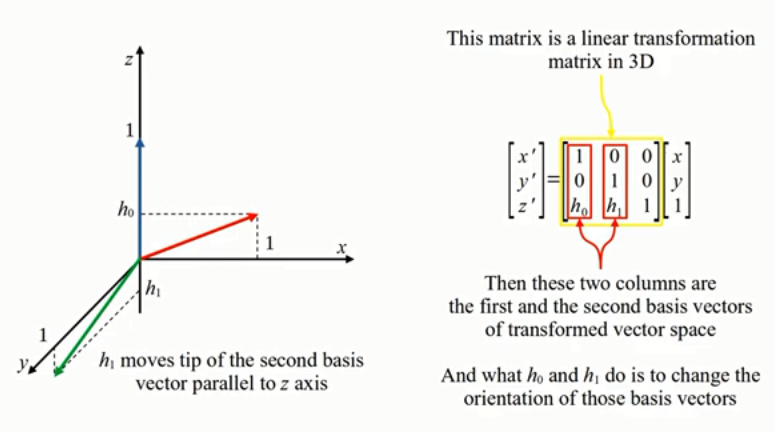 z
1
h₀
1
x
h₁
1
y
h₁ moves tip of the second basis
vector parallel to z axis
This matrix is a linear transformation
matrix in 3D
[x′] [1 0 0] [x]
[y′] = [0 1 0] [y]
[z′] [h₀ h₁ 1] [1]
Then these two columns are
the first and the second basis vectors
of transformed vector space
And what h₀ and h₁ do is to change the
orientation of those basis vectors